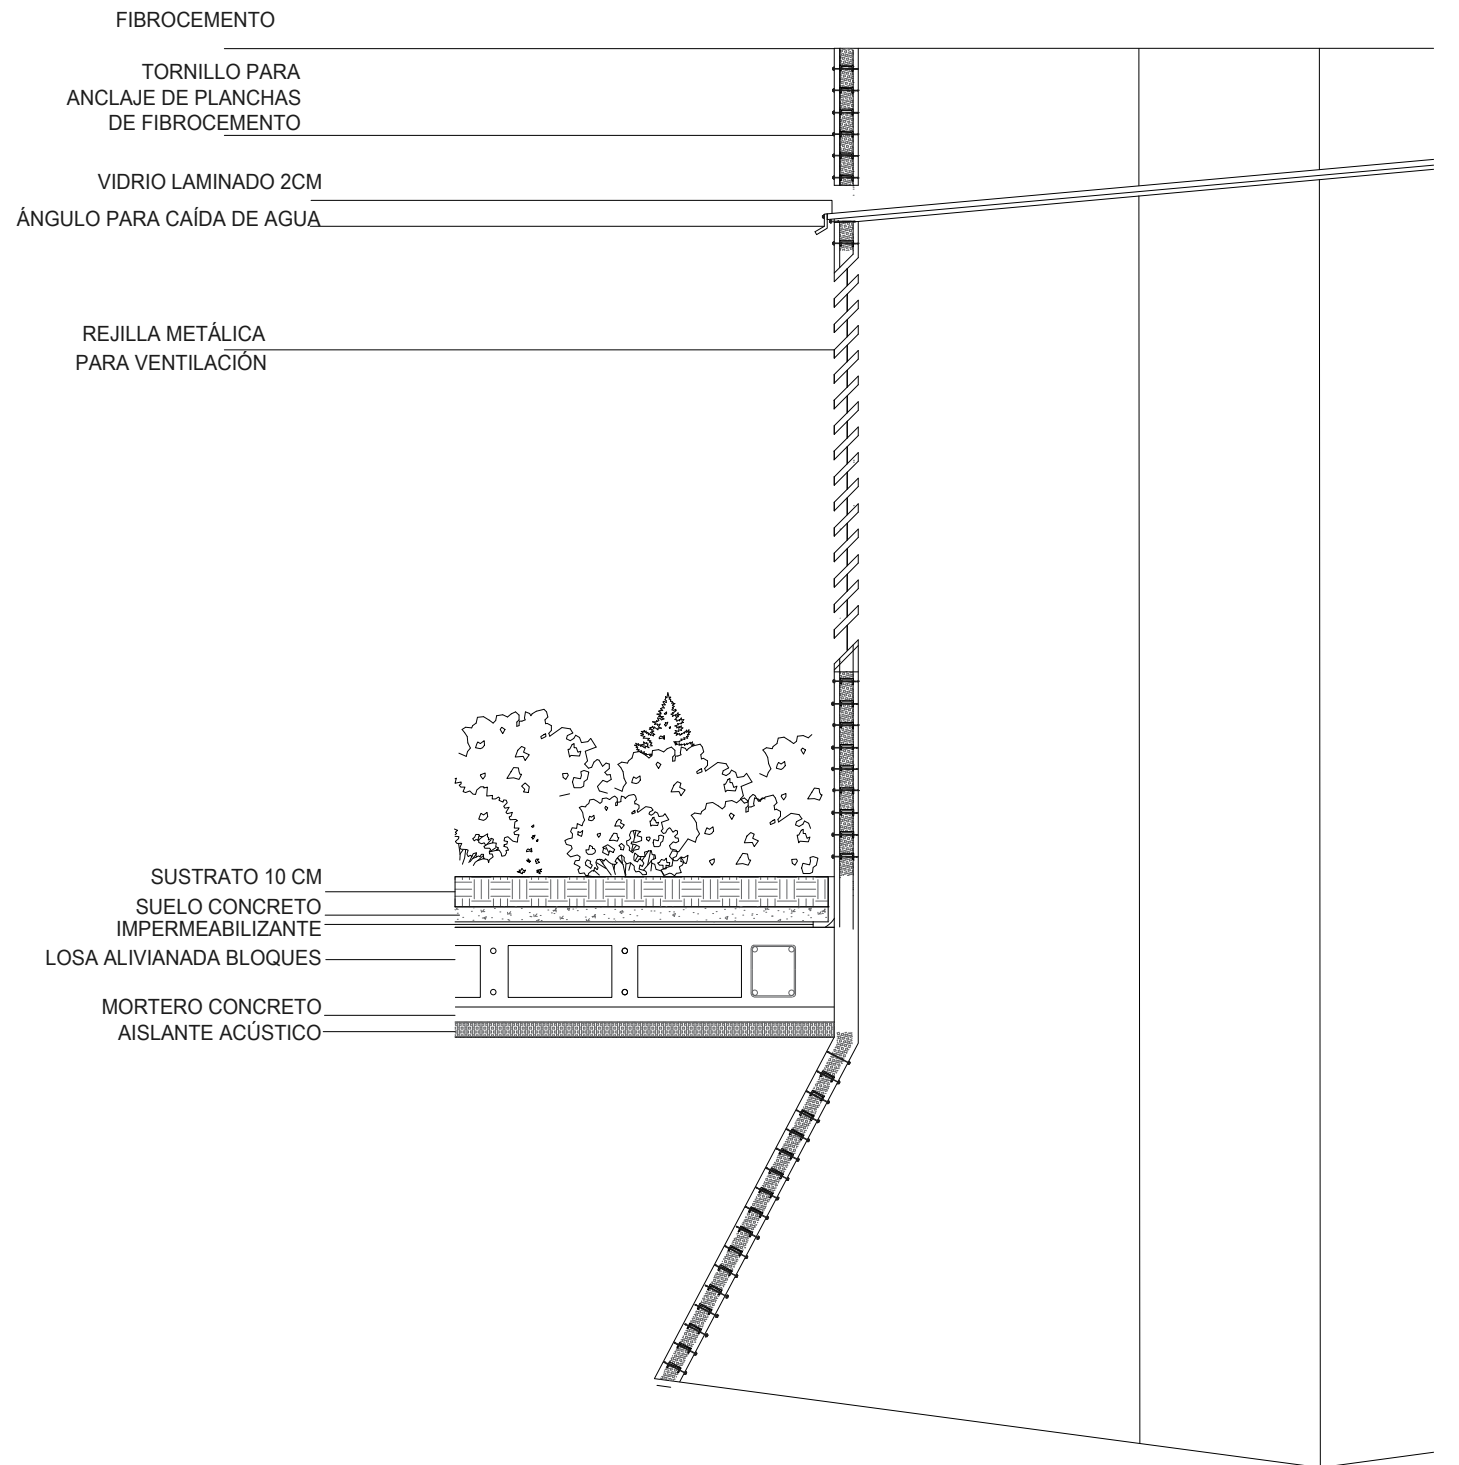 FIBROCEMENTO
TORNILLO PARA
ANCLAJE DE PLANCHAS
DE FIBROCEMENTO
VIDRIO LAMINADO 2CM
ÁNGULO PARA CAÍDA DE AGUA
REJILLA METÁLICA
PARA VENTILACIÓN
SUSTRATO 10 CM
SUELO CONCRETO
IMPERMEABILIZANTE
LOSA ALIVIANADA BLOQUES
MORTERO CONCRETO
AISLANTE ACÚSTICO